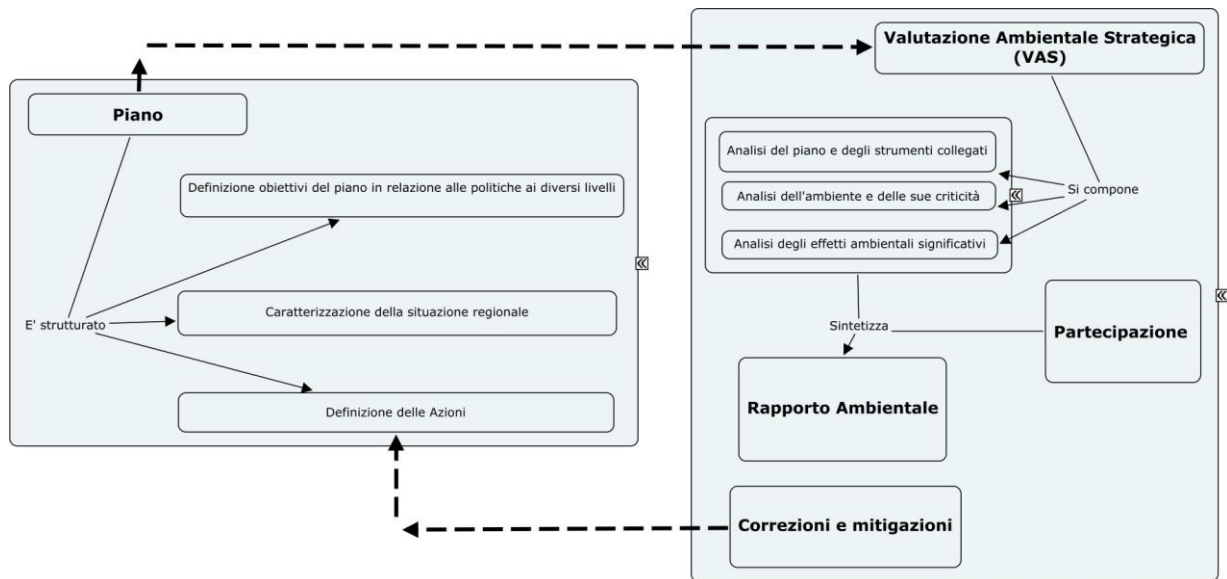 Piano
Definizione obiettivi del piano in relazione alle politiche ai diversi livelli
E' strutturato
Caratterizzazione della situazione regionale
Definizione delle Azioni
Valutazione Ambientale Strategica
(VAS)
Analisi del piano e degli strumenti collegati
Analisi dell'ambiente e delle sue criticità
Analisi degli effetti ambientali significativi
Si compone
Sintetizza
Partecipazione
Rapporto Ambientale
Correzioni e mitigazioni